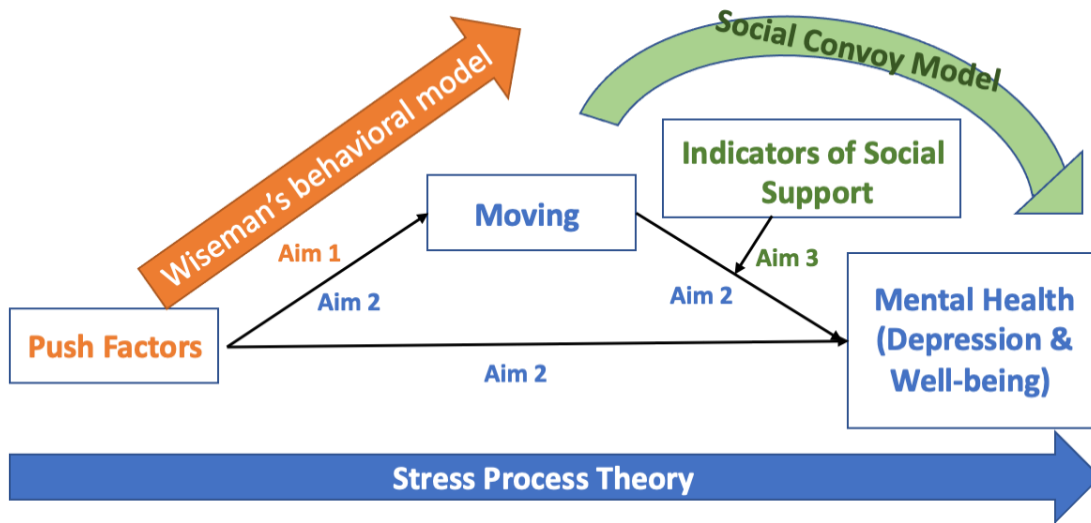 Social Convoy Model
Wiseman's behavioral model
Indicators of Social
Support
Moving
Aim 1
Aim 3
Aim 2
Aim 2
Mental Health
(Depression &
Well-being)
Push Factors
Aim 2
Stress Process Theory